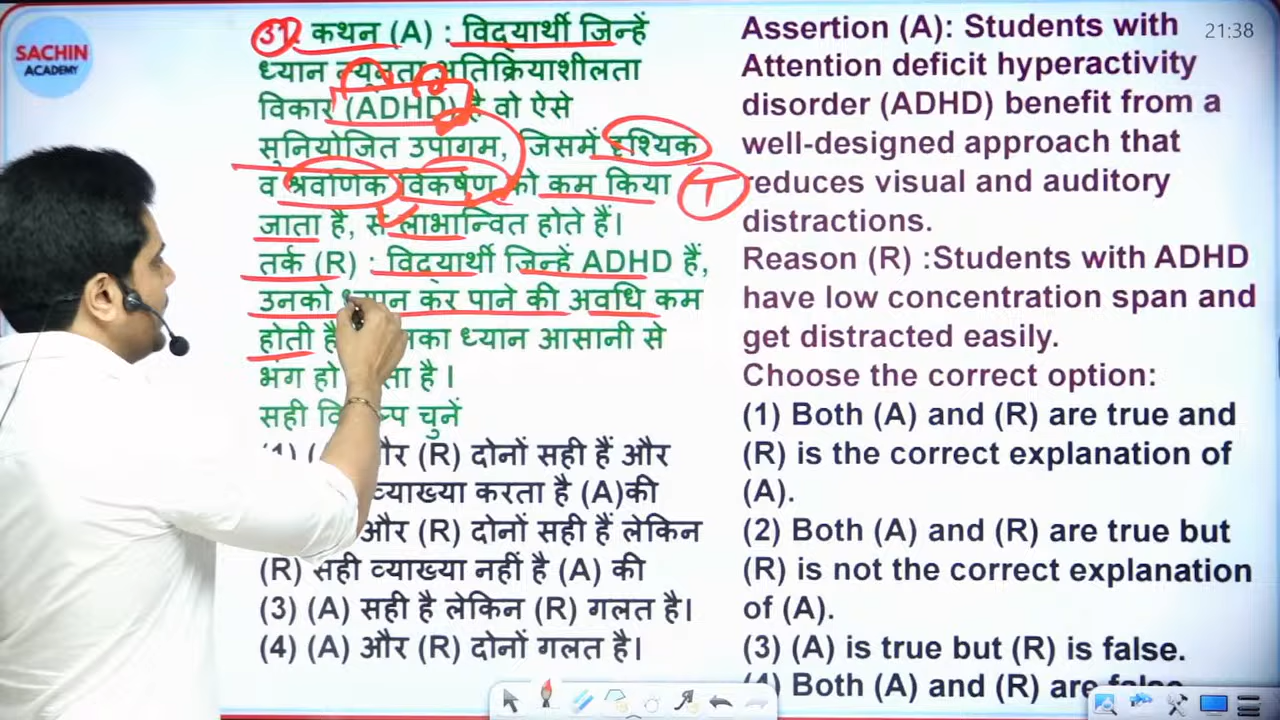 SACHIN
ACADEMY
31. कथन (A) : विद्यार्थी जिन्हें
ध्यान न्यूनता अतिक्रियाशीलता
विकार (ADHD) है वो ऐसे
सुनियोजित उपागम, जिसमें दृश्यिक
व श्रवणिक विकर्षण को कम किया
जाता है, से लाभान्वित होते हैं।
तर्क (R) : विद्यार्थी जिन्हें ADHD हैं,
उनको पाने की अवधि कम
होती ध्यान आसानी से
भंग हो है ।
सही चुनें
और (R) दोनों सही हैं और
व्याख्या करता है (A)की
और (R) दोनों सही हैं लेकिन
(R) सही व्याख्या नहीं है (A) की
(3) (A) सही है लेकिन (R) गलत है।
(4) (A) और (R) दोनों गलत है।
T
Assertion (A): Students with
Attention deficit hyperactivity
disorder (ADHD) benefit from a
well-designed approach that
reduces visual and auditory
distractions.
Reason (R) :Students with ADHD
have low concentration span and
get distracted easily.
Choose the correct option:
(1) Both (A) and (R) are true and
(R) is the correct explanation of
(A).
(2) Both (A) and (R) are true but
(R) is not the correct explanation
of (A).
(3) (A) is true but (R) is false.
(4) Both (A) and (R) are false.
21:38